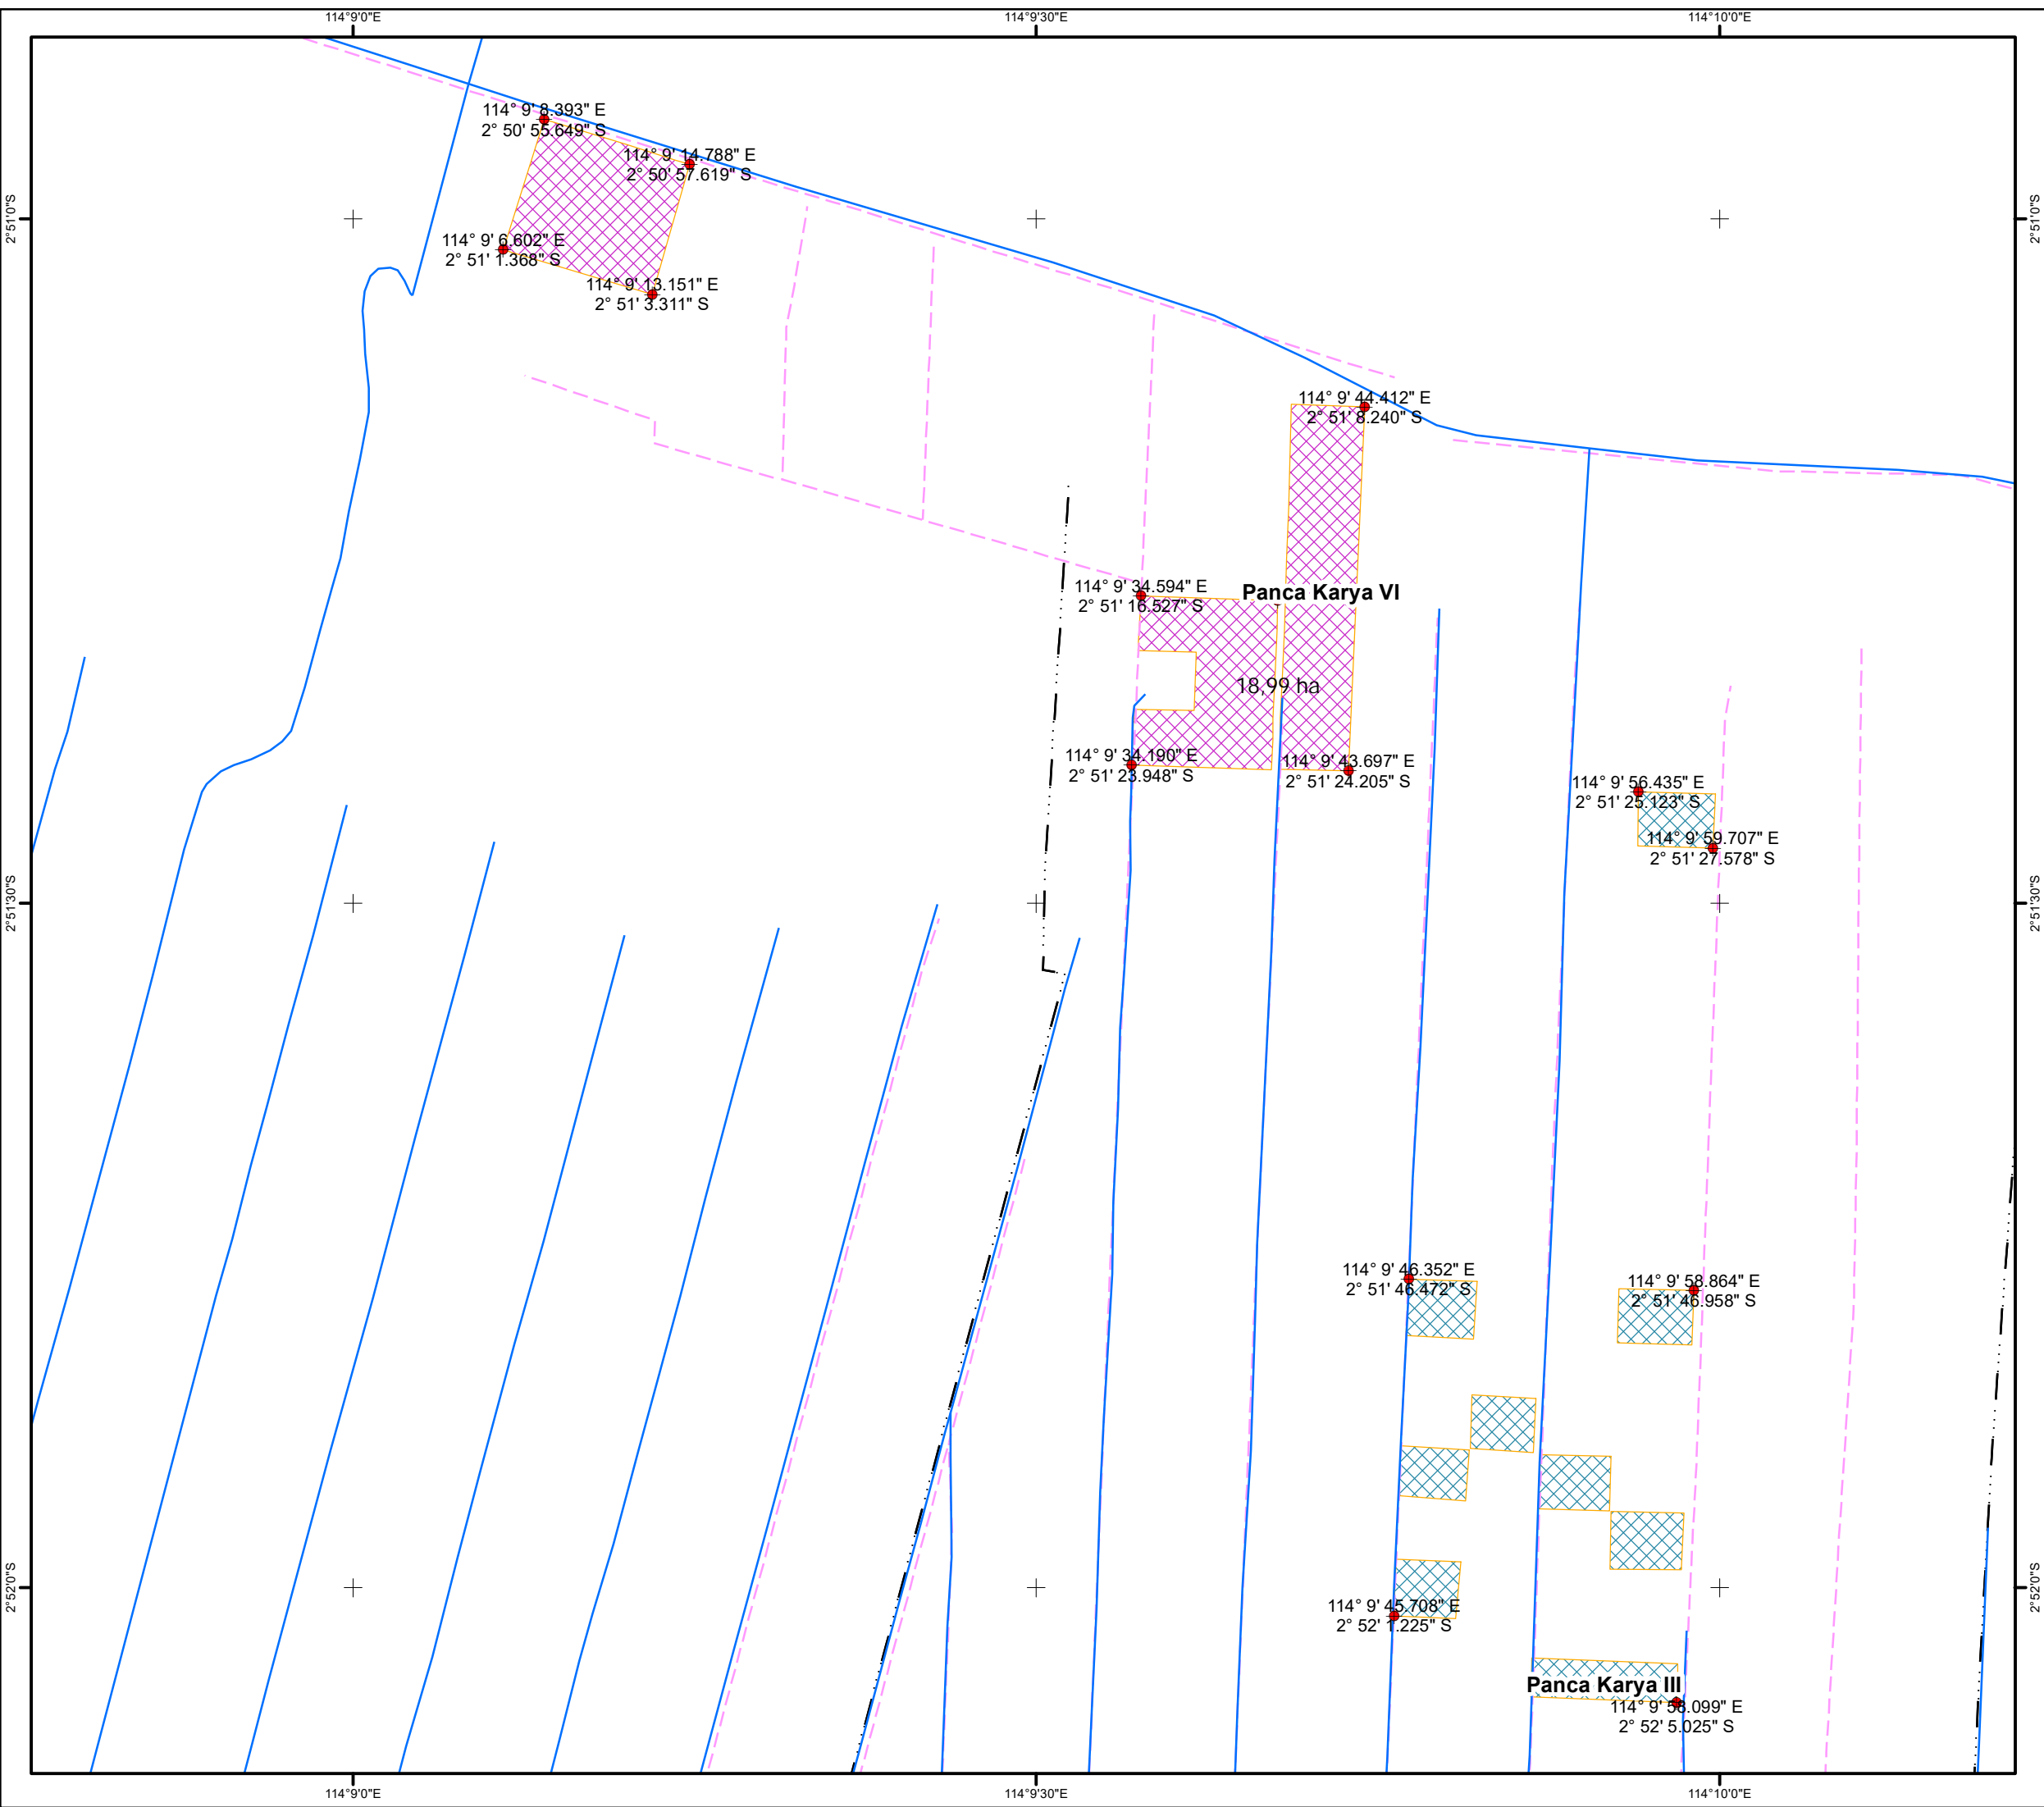 114°9'0"E
114°9'30"E
114°10'0"E
114° 9' 8.393" E
2° 50' 55.649" S
114° 9' 14.788" E
2° 50' 57.619" S
2°51'0"S
2°51'0"S
114° 9' 6.602" E
2° 51' 1.368" S
114° 9' 13.151" E
2° 51' 3.311" S
114° 9' 44.412" E
2° 51' 8.240" S
114° 9' 34.594" E
2° 51' 16.527" S
Panca Karya VI
18,99 ha
114° 9' 34.190" E
2° 51' 23.948" S
114° 9' 43.697" E
2° 51' 24.205" S
114° 9' 56.435" E
2° 51' 25.123" S
114° 9' 59.707" E
2° 51' 27.578" S
2°51'30"S
2°51'30"S
114° 9' 46.352" E
2° 51' 46.472" S
114° 9' 58.864" E
2° 51' 46.958" S
2°52'0"S
2°52'0"S
114° 9' 45.708" E
2° 52' 1.225" S
Panca Karya III
114° 9' 58.099" E
2° 52' 5.025" S
114°9'0"E
114°9'30"E
114°10'0"E